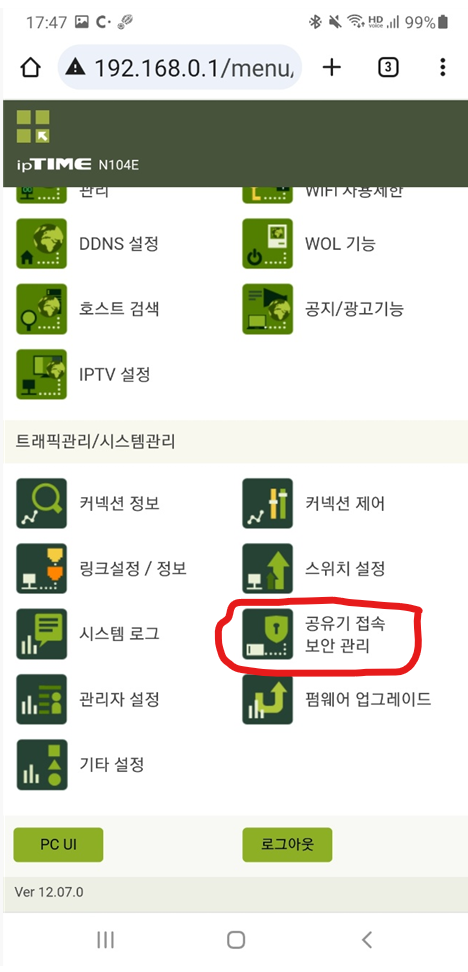 17:47
HD voice
99%
192.168.0.1/menu/
3
ipTIME N104E
관리
WIFI 사용제한
DDNS 설정
WOL 기능
호스트 검색
공지/광고기능
IPTV 설정
트래픽관리/시스템관리
커넥션 정보
커넥션 제어
링크설정 / 정보
스위치 설정
시스템 로그
공유기 접속
보안 관리
관리자 설정
펌웨어 업그레이드
기타 설정
PC UI
로그아웃
Ver 12.07.0